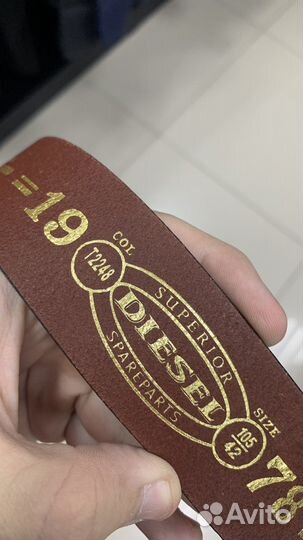 19
COL
T2248
SUPERIOR
DIESEL
SPAREPARTS
SIZE
105/42
78
Avito